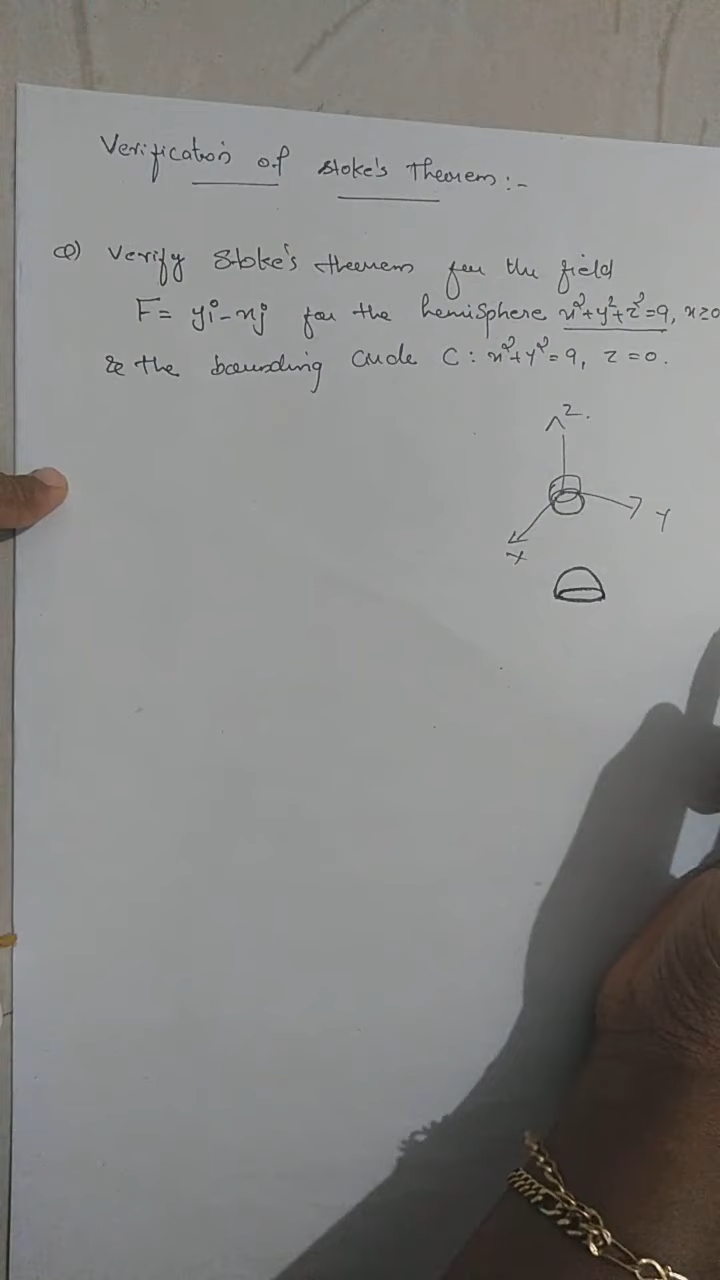 Verification of stoke's Theorem :-
Q) Verify Stoke's theorem for the field
F = yi - xj for the hemisphere x²+y²+z²=9, x≥0
& the bounding circle C : x²+y²=9, z=0.
Z.
Y
X